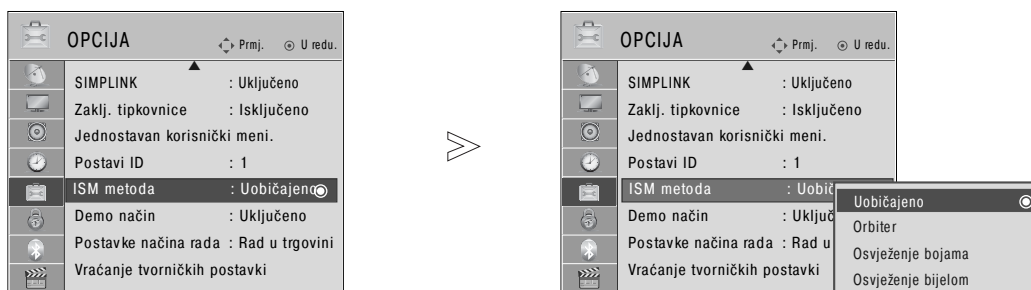 OPCIJA
Prmj. U redu.
SIMPLINK : Uključeno
Zaklj. tipkovnice : Isključeno
Jednostavan korisnički meni.
Postavi ID : 1
ISM metoda : Uobičajeno
Demo način : Uključeno
Postavke načina rada : Rad u trgovini
Vraćanje tvorničkih postavki
OPCIJA
Prmj. U redu.
SIMPLINK : Uključeno
Zaklj. tipkovnice : Isključeno
Jednostavan korisnički meni.
Postavi ID : 1
ISM metoda : Uobič
Demo način : Uključ
Postavke načina rada : Rad u
Vraćanje tvorničkih postavki
Uobičajeno
Orbiter
Osvježenje bojama
Osvježenje bijelom